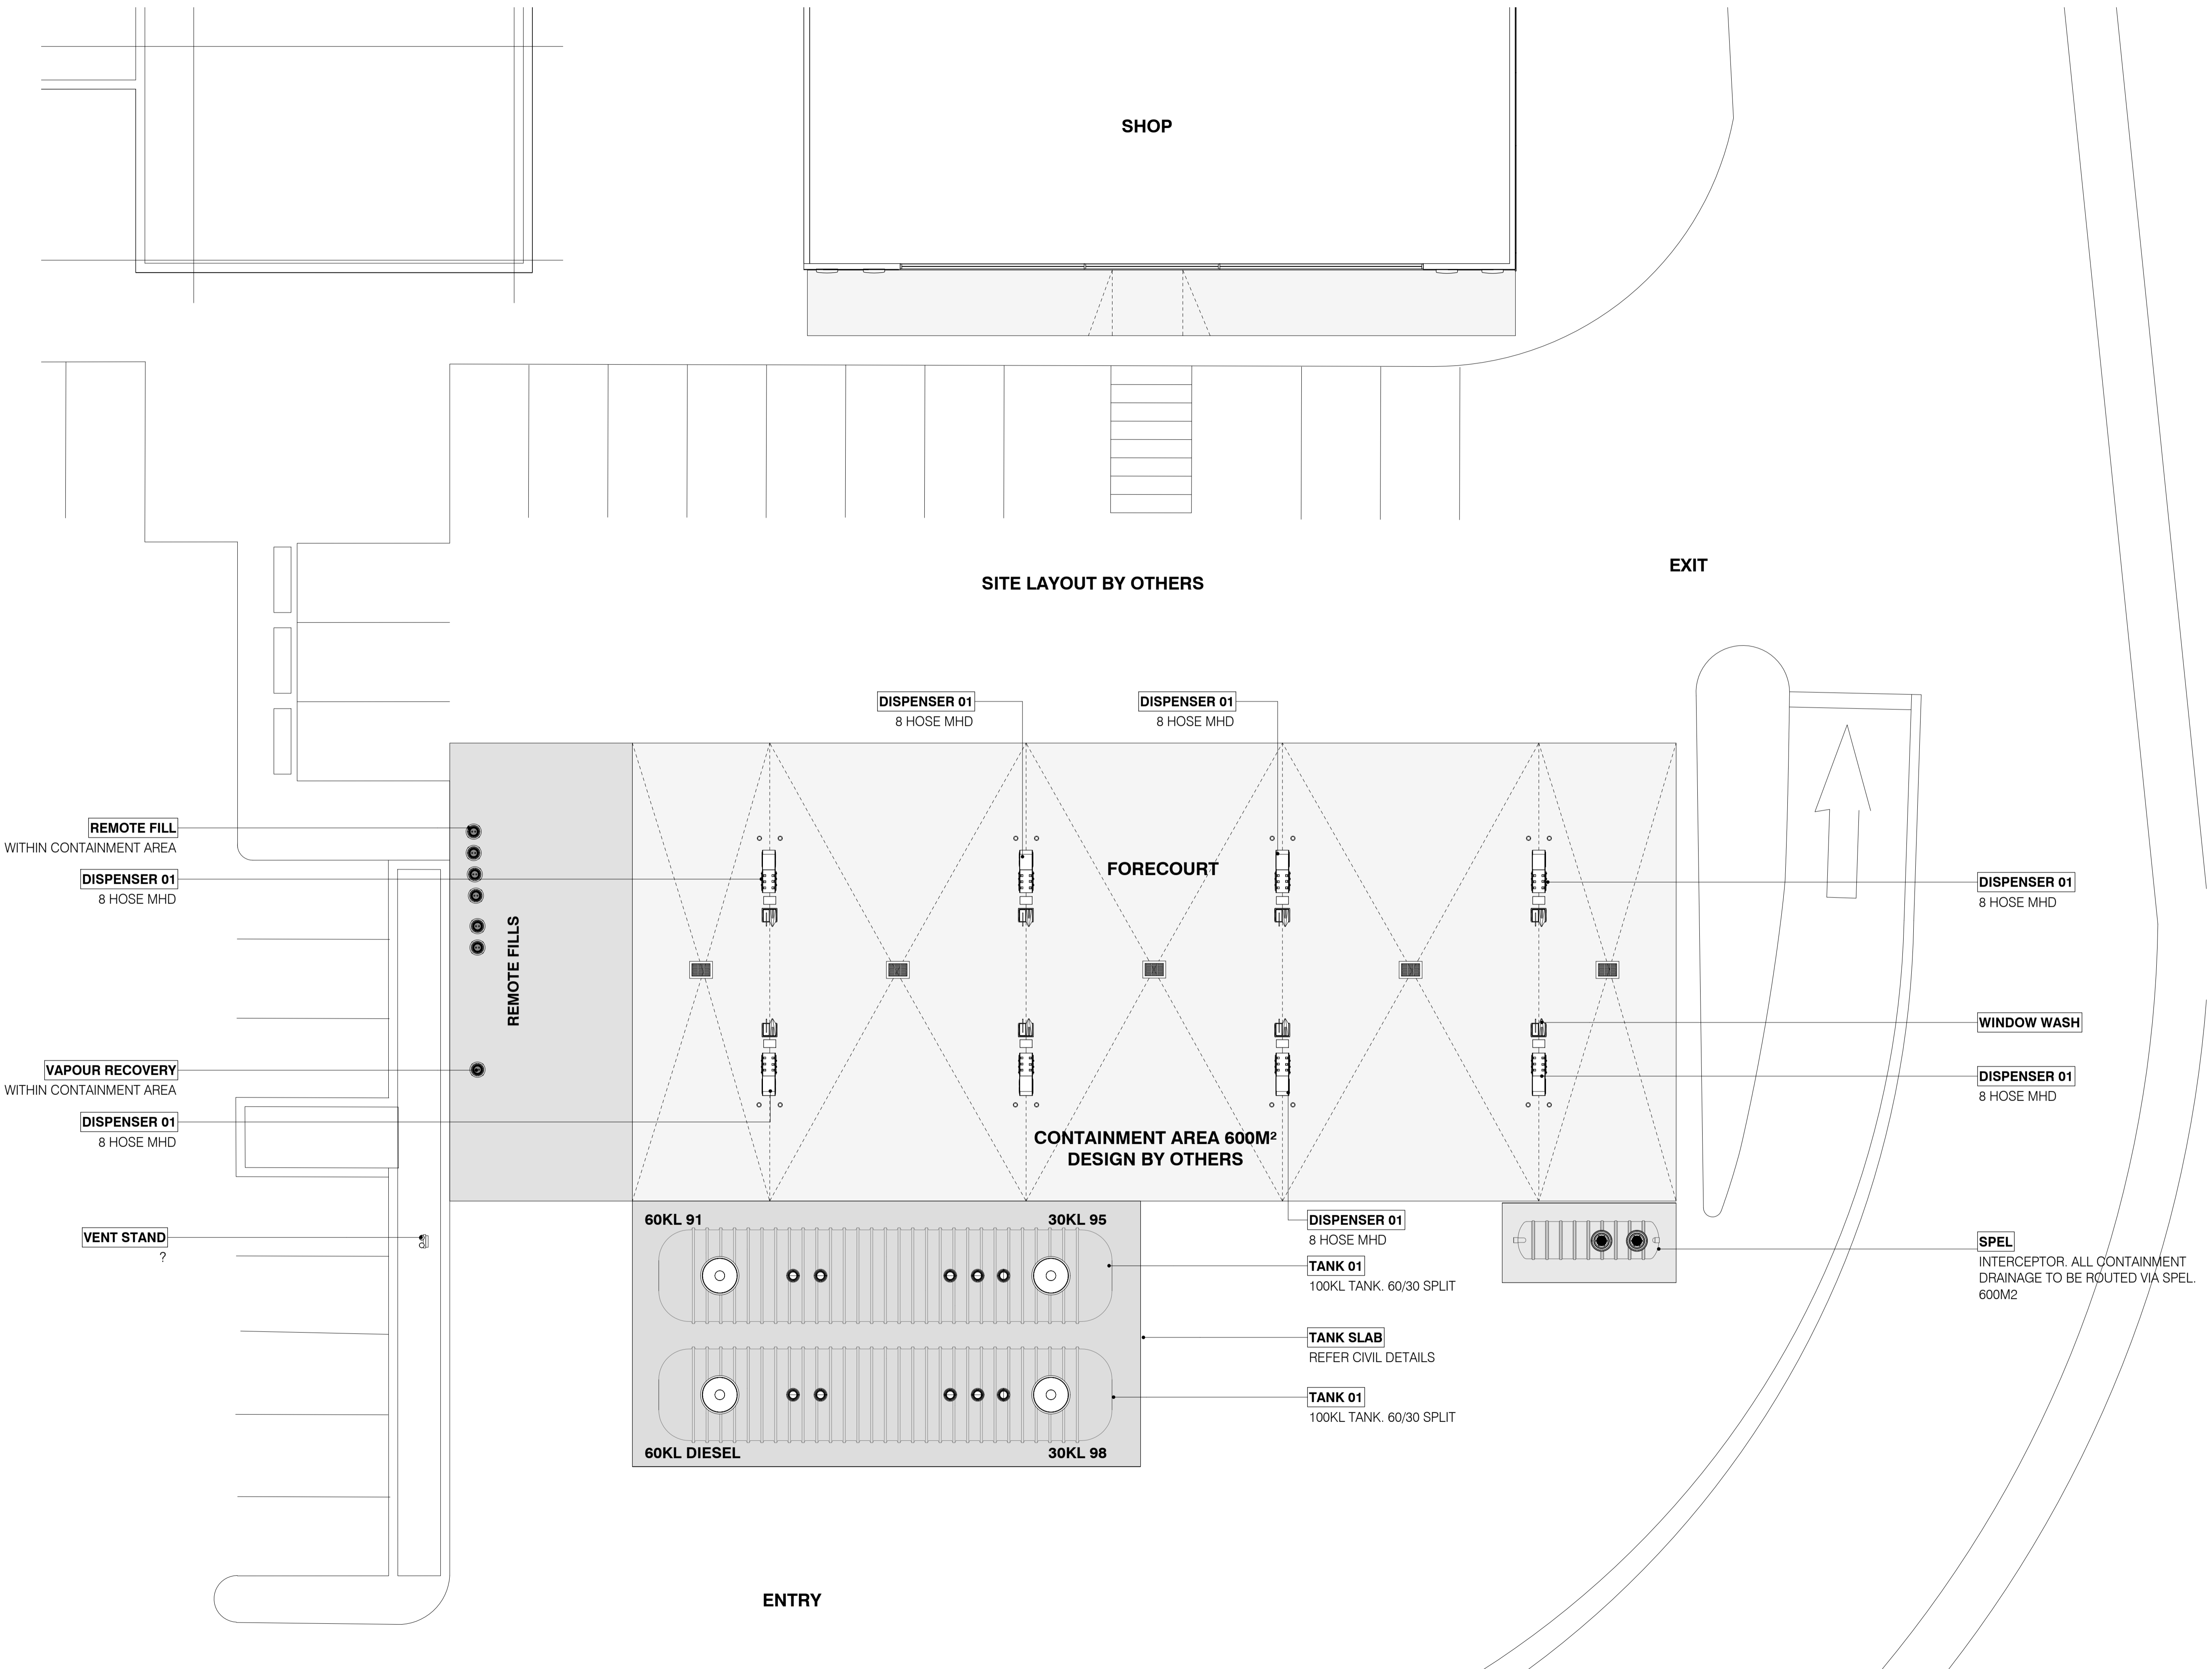 SHOP
SITE LAYOUT BY OTHERS
EXIT
DISPENSER 01
8 HOSE MHD
DISPENSER 01
8 HOSE MHD
REMOTE FILL
WITHIN CONTAINMENT AREA
DISPENSER 01
8 HOSE MHD
REMOTE FILLS
FORECOURT
DISPENSER 01
8 HOSE MHD
WINDOW WASH
VAPOUR RECOVERY
WITHIN CONTAINMENT AREA
DISPENSER 01
8 HOSE MHD
DISPENSER 01
8 HOSE MHD
CONTAINMENT AREA 600M²
DESIGN BY OTHERS
VENT STAND
?
60KL 91
30KL 95
DISPENSER 01
8 HOSE MHD
TANK 01
100KL TANK. 60/30 SPLIT
SPEL
INTERCEPTOR. ALL CONTAINMENT
DRAINAGE TO BE ROUTED VIA SPEL.
600M2
TANK SLAB
REFER CIVIL DETAILS
TANK 01
100KL TANK. 60/30 SPLIT
60KL DIESEL
30KL 98
ENTRY